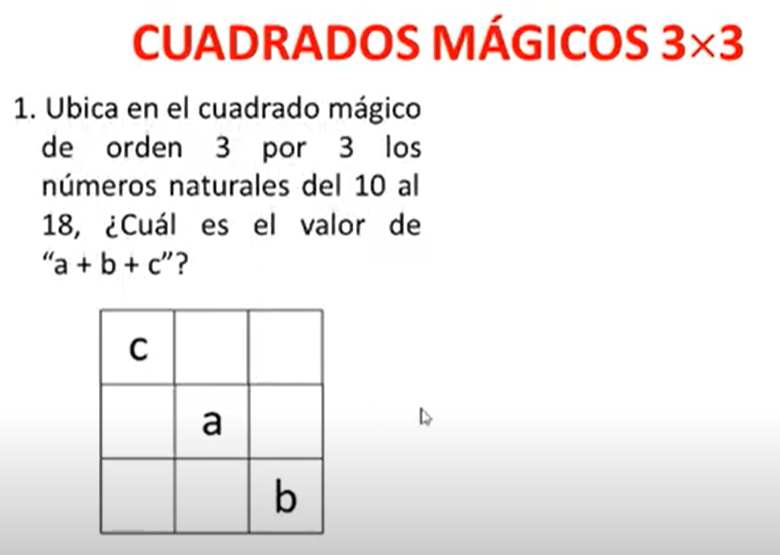 CUADRADOS MÁGICOS 3×3
1. Ubica en el cuadrado mágico
de orden 3 por 3 los
números naturales del 10 al
18, ¿Cuál es el valor de
“a + b + c”?
c
a
b